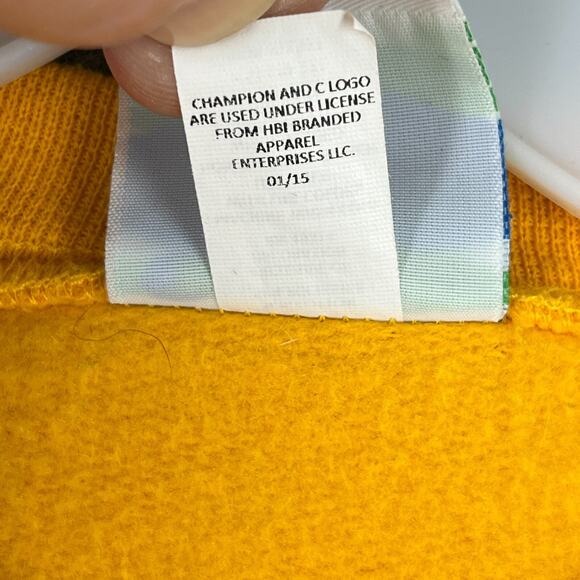 CHAMPION AND C LOGO
ARE USED UNDER LICENSE
FROM HBI BRANDED
APPAREL
ENTERPRISES LLC.
01/15